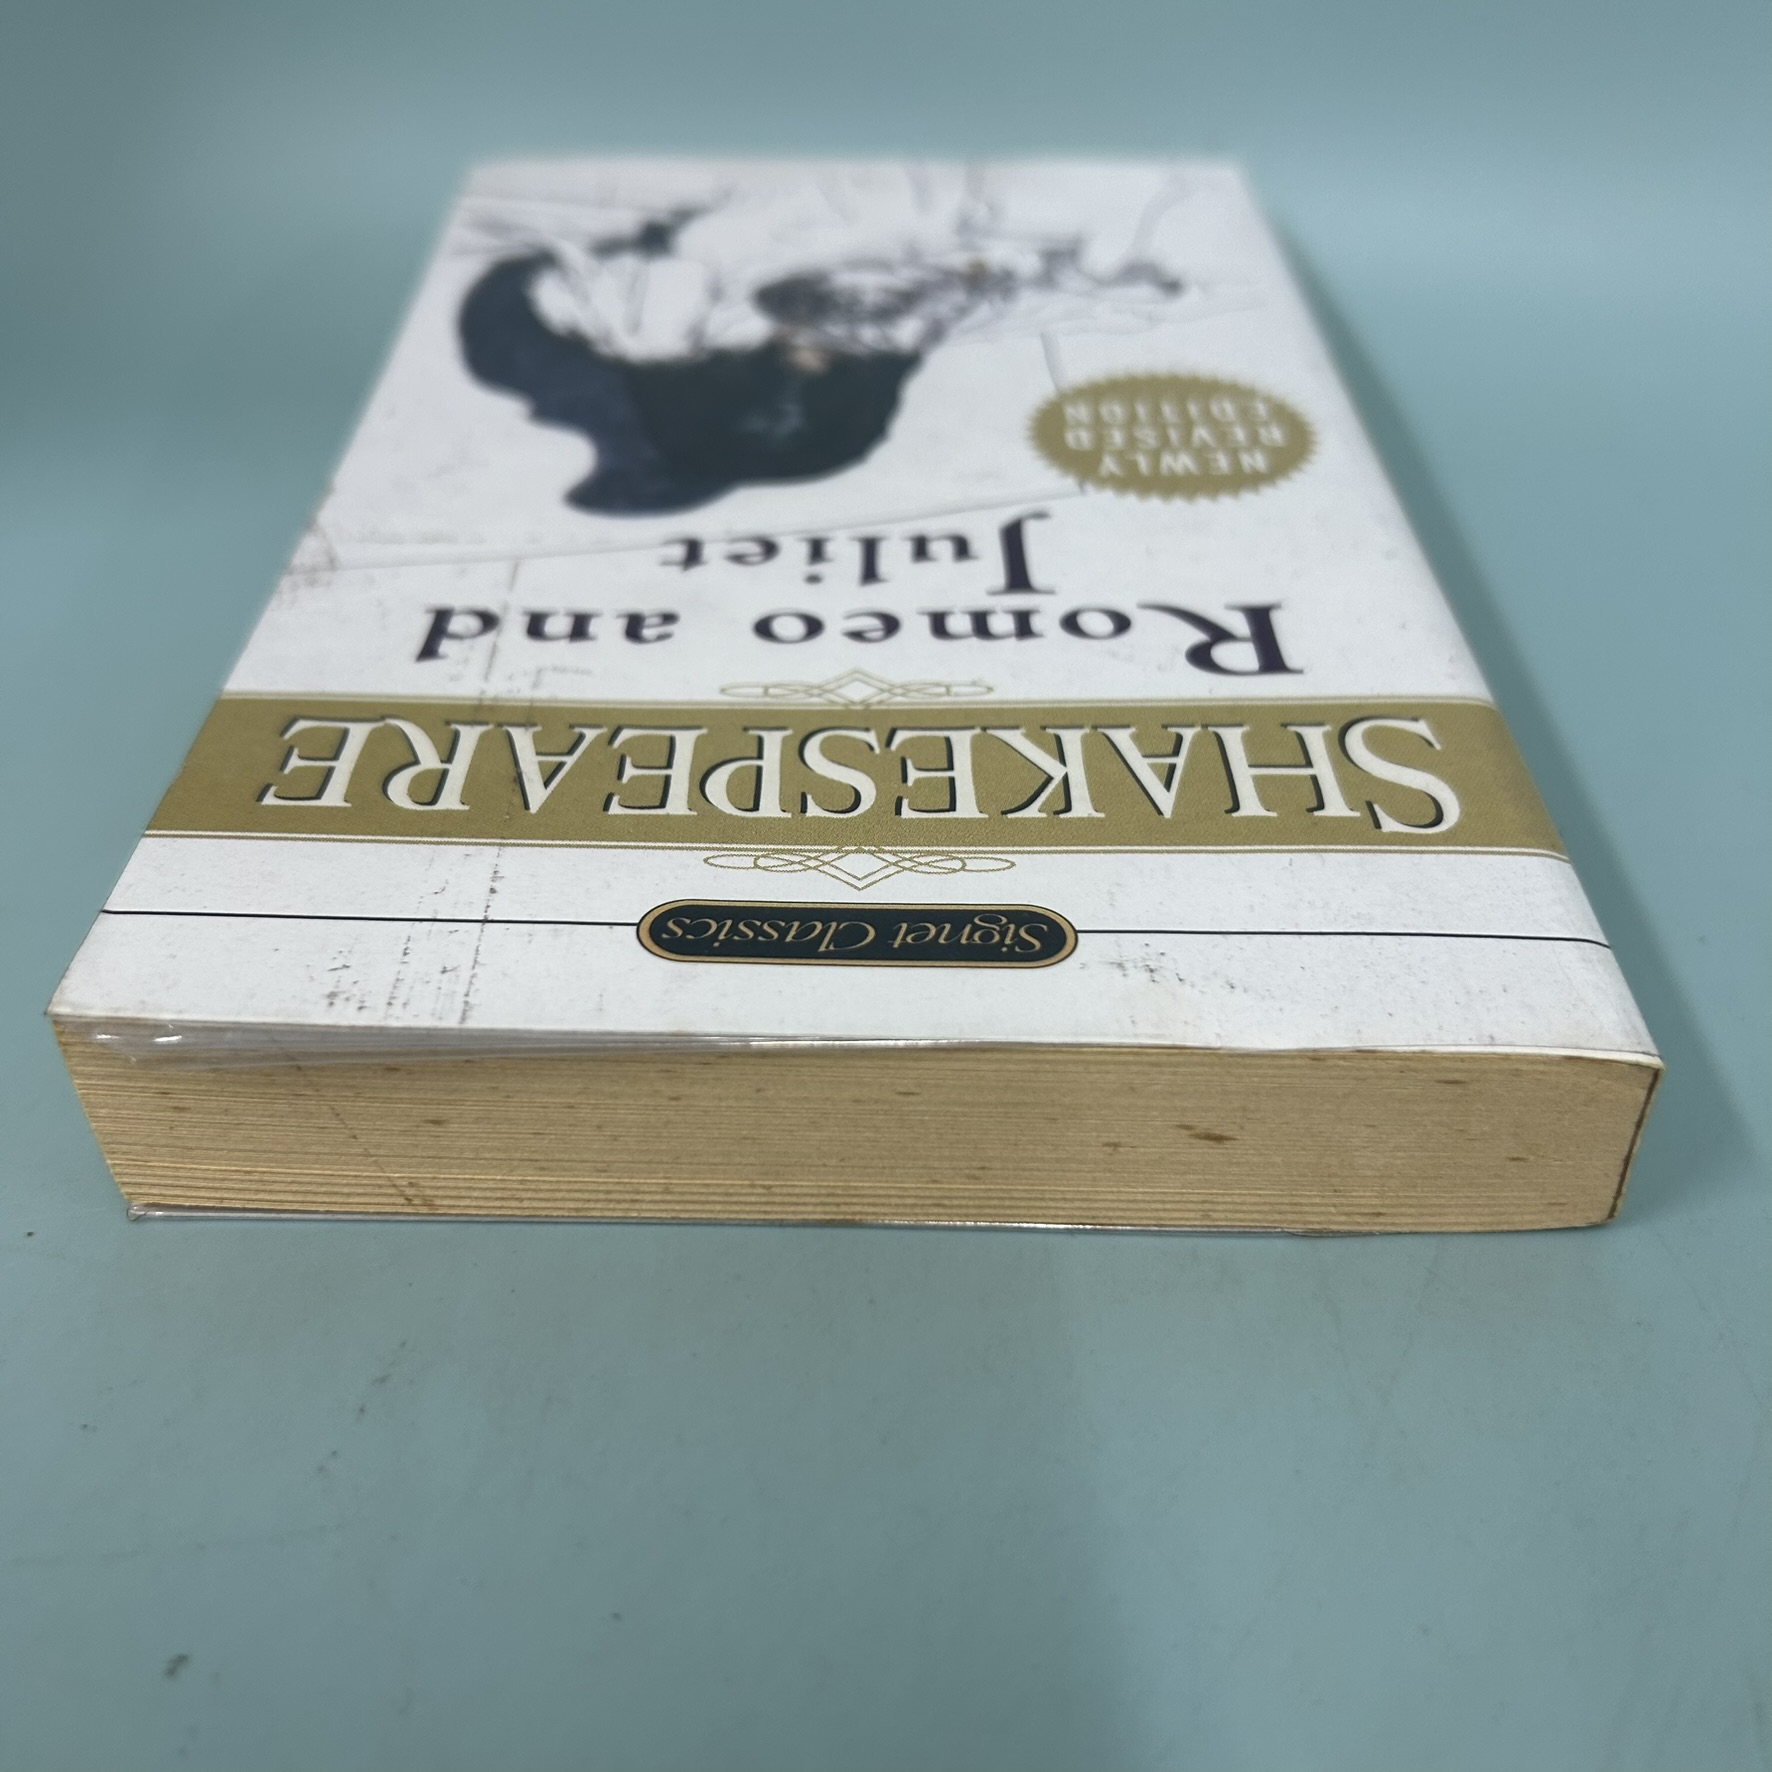 Signet Classics
SHAKESPEARE
Romeo and
Juliet
NEWLY
REVISED
EDITION